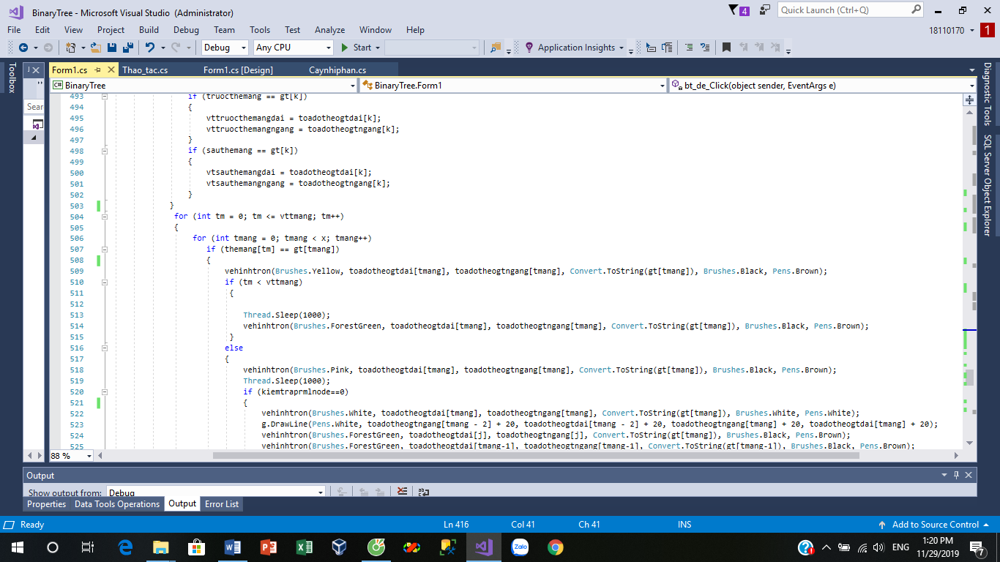 BinaryTree - Microsoft Visual Studio (Administrator)
4
Quick Launch (Ctrl+Q)
File Edit View Project Build Debug Team Tools Test Analyze Window Help
18110170
1
Debug Any CPU Start Application Insights
Toolbox
Form1.cs Thao_tac.cs Form1.cs [Design] Caynhiphan.cs
BinaryTree BinaryTree.Form1 bt_de_Click(object sender, EventArgs e)
Sear
493 if (truocthemang == gt[k])
494 {
495 vttruocthemangdai = toadotheogtdai[k];
496 vttruocthemangngang = toadotheogtngang[k];
497 }
498 if (sauthemang == gt[k])
499 {
500 vtsauthemangdai = toadotheogtdai[k];
501 vtsauthemangngang = toadotheogtngang[k];
502 }
503 }
504 for (int tm = 0; tm <= vttmang; tm++)
505 {
506 for (int tmang = 0; tmang < x; tmang++)
507 if (themang[tm] == gt[tmang])
508 {
509 vehinhtron(Brushes.Yellow, toadotheogtdai[tmang], toadotheogtngang[tmang], Convert.ToString(gt[tmang]), Brushes.Black, Pens.Brown);
510 if (tm < vttmang)
511 {
512
513 Thread.Sleep(1000);
514 vehinhtron(Brushes.ForestGreen, toadotheogtdai[tmang], toadotheogtngang[tmang], Convert.ToString(gt[tmang]), Brushes.Black, Pens.Brown);
515 }
516 else
517 {
518 vehinhtron(Brushes.Pink, toadotheogtdai[tmang], toadotheogtngang[tmang], Convert.ToString(gt[tmang]), Brushes.Black, Pens.Brown);
519 Thread.Sleep(1000);
520 if (kiemtraprmlnode==0)
521 {
522 vehinhtron(Brushes.White, toadotheogtdai[tmang], toadotheogtngang[tmang], Convert.ToString(gt[tmang]), Brushes.White, Pens.White);
523 g.DrawLine(Pens.White, toadotheogtngang[tmang - 2] + 20, toadotheogtdai[tmang - 2] + 20, toadotheogtngang[tmang] + 20, toadotheogtdai[tmang] + 20);
524 vehinhtron(Brushes.ForestGreen, toadotheogtdai[j], toadotheogtngang[j], Convert.ToString(gt[tmang]), Brushes.Black, Pens.Brown);
525 vehinhtron(Brushes.ForestGreen, toadotheogtdai[tmang-1], toadotheogtngang[tmang-1], Convert.ToString(gt[tmang-1]), Brushes.Black, Pens.Brown);
88 %
Diagnostic Tools
SQL Server Object Explorer
Output
Show output from: Debug
Properties Data Tools Operations Output Error List
Ready Ln 416 Col 41 Ch 41 INS Add to Source Control
Zalo
ENG
1:20 PM
11/29/2019
7